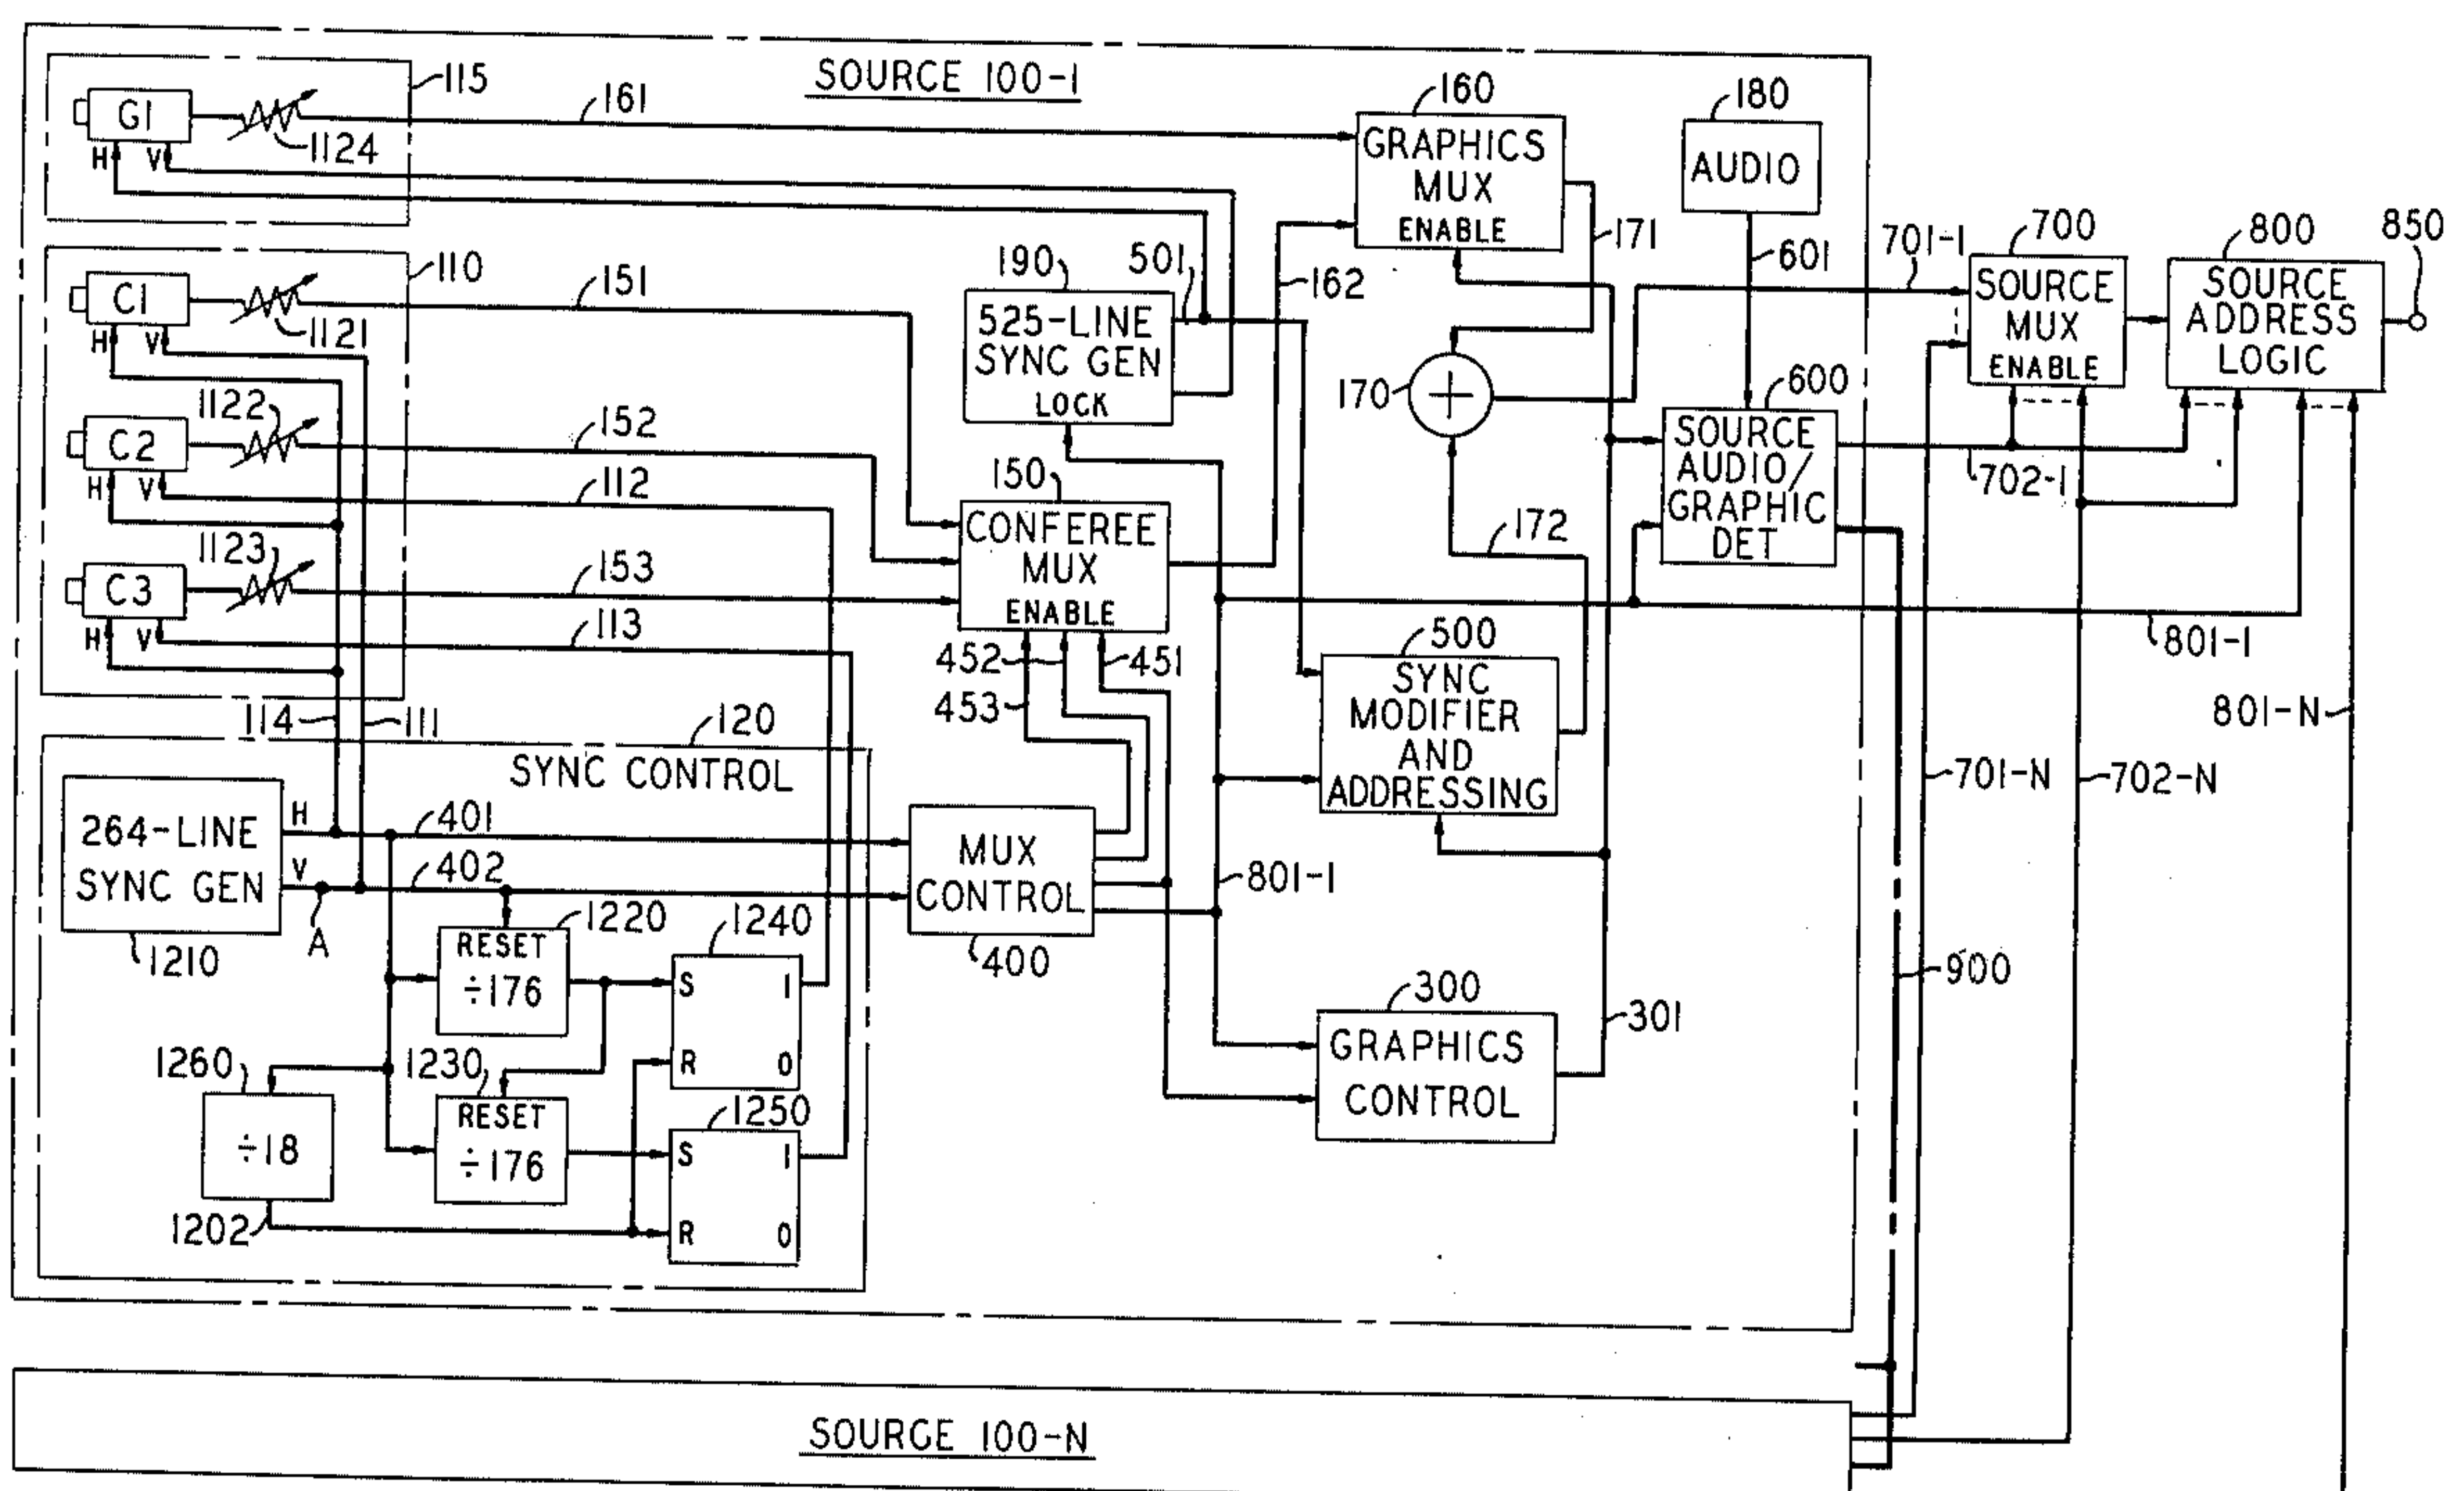 SOURCE 100-1
115
G1
H
V
1124
161
160
GRAPHICS
MUX
ENABLE
180
AUDIO
171
601
110
C1
H
V
1121
151
190
501
525-LINE
SYNC GEN
LOCK
162
170
+
701-1
700
SOURCE
MUX
ENABLE
800
SOURCE
ADDRESS
LOGIC
850
1122
C2
H
V
152
112
150
CONFEREE
MUX
ENABLE
172
600
SOURCE
AUDIO/
GRAPHIC
DET
702-1
1123
C3
H
V
153
113
452
451
453
500
SYNC
MODIFIER
AND
ADDRESSING
801-1
801-N
114
111
120
SYNC CONTROL
264-LINE
SYNC GEN
H
V
401
402
A
1210
MUX
CONTROL
400
801-1
701-N
702-N
900
1220
RESET
÷176
1240
S
1
R
0
1260
÷18
1230
RESET
÷176
1250
S
1
R
0
1202
300
GRAPHICS
CONTROL
301
SOURCE 100-N